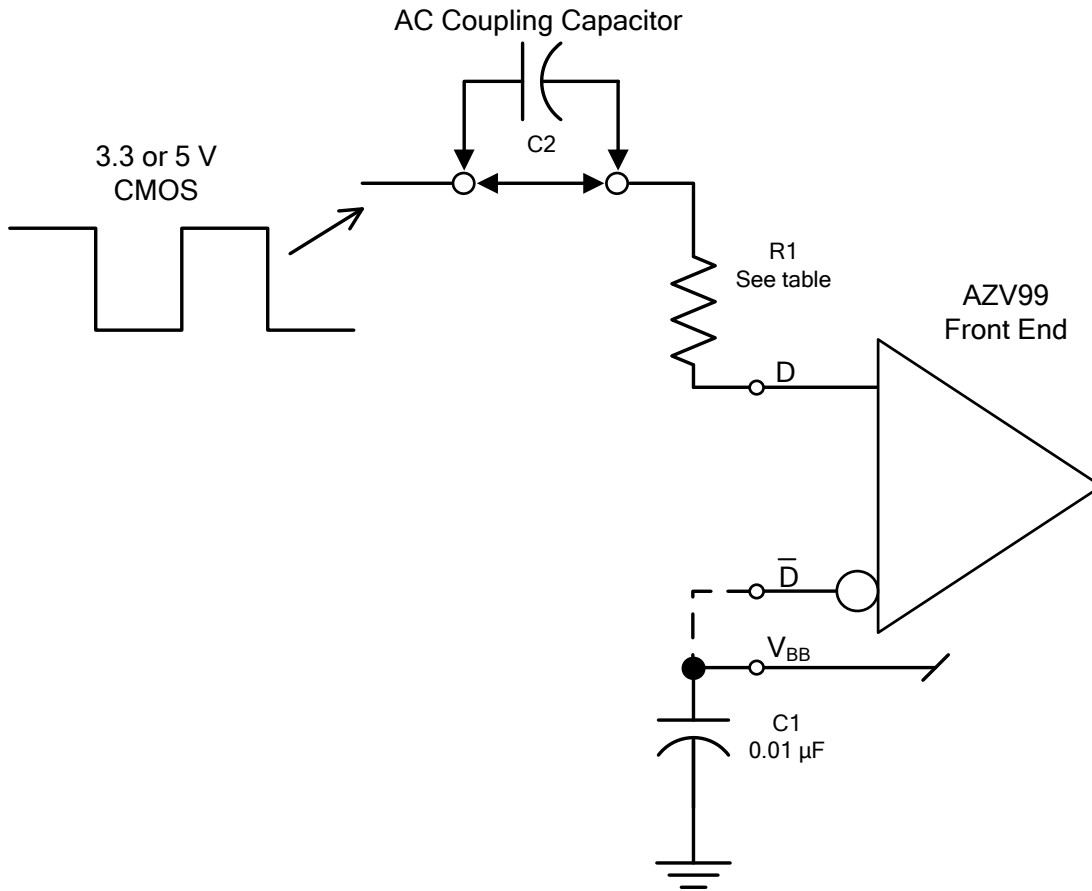 AC Coupling Capacitor
C2
3.3 or 5 V
CMOS
R1
See table
AZV99
Front End
D
D̅
V_BB
C1
0.01 µF